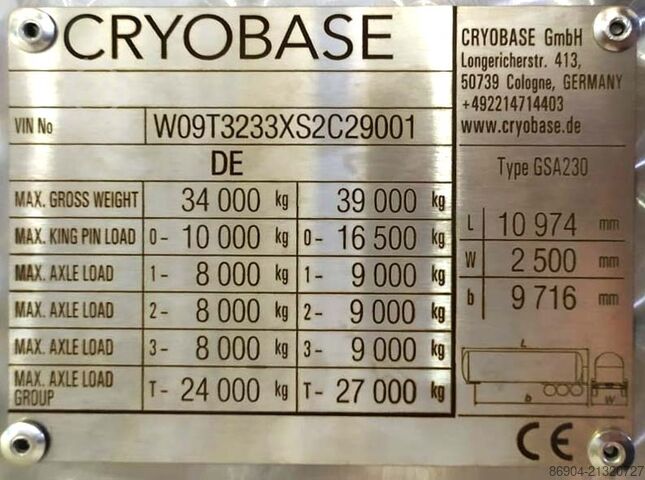 CRYOBASE
VIN No W09T3233XS2C29001
DE
MAX. GROSS WEIGHT 34 000 kg 39 000 kg
MAX. KING PIN LOAD 0- 10 000 kg 0- 16 500 kg
MAX. AXLE LOAD 1- 8 000 kg 1- 9 000 kg
MAX. AXLE LOAD 2- 8 000 kg 2- 9 000 kg
MAX. AXLE LOAD 3- 8 000 kg 3- 9 000 kg
MAX. AXLE LOAD GROUP T- 24 000 kg T- 27 000 kg
CRYOBASE GmbH
Longericherstr. 413,
50739 Cologne, GERMANY
+492214714403
www.cryobase.de
Type GSA230
L 10 974 mm
W 2 500 mm
b 9 716 mm
L
b W
CE
86904-21320727